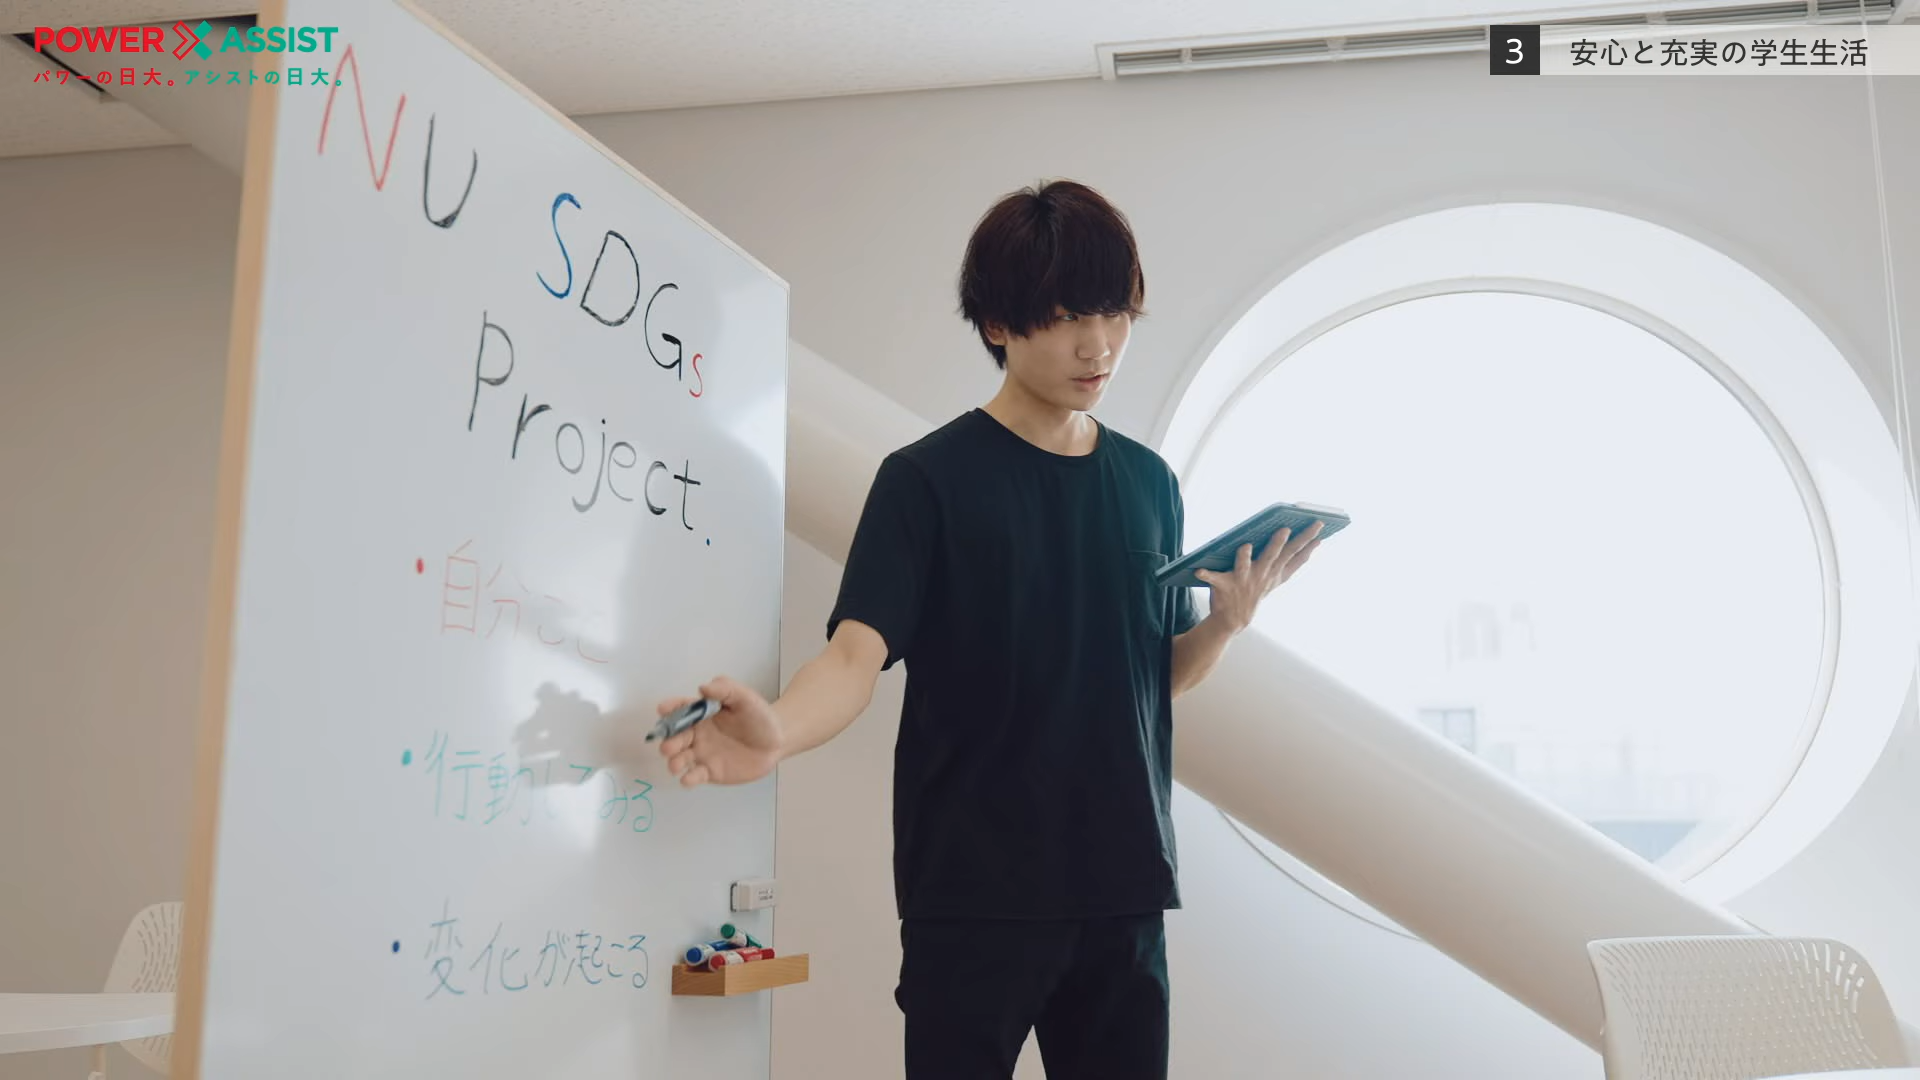 POWER ASSIST
パワーの日大。アシストの日大。
3 安心と充実の学生生活
NU SDGs
Project.
・自分ごと
・行動してみる
・変化が起こる